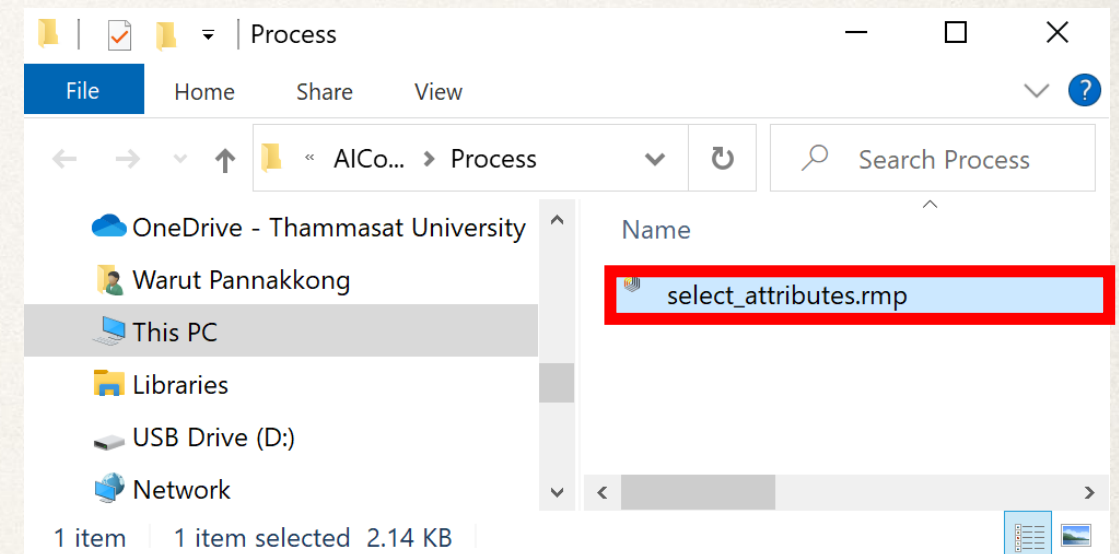 Process
File Home Share View ?
« AlCo... > Process Search Process
OneDrive - Thammasat University
Name
Warut Pannakkong
select_attributes.rmp
This PC
Libraries
USB Drive (D:)
Network
1 item 1 item selected 2.14 KB